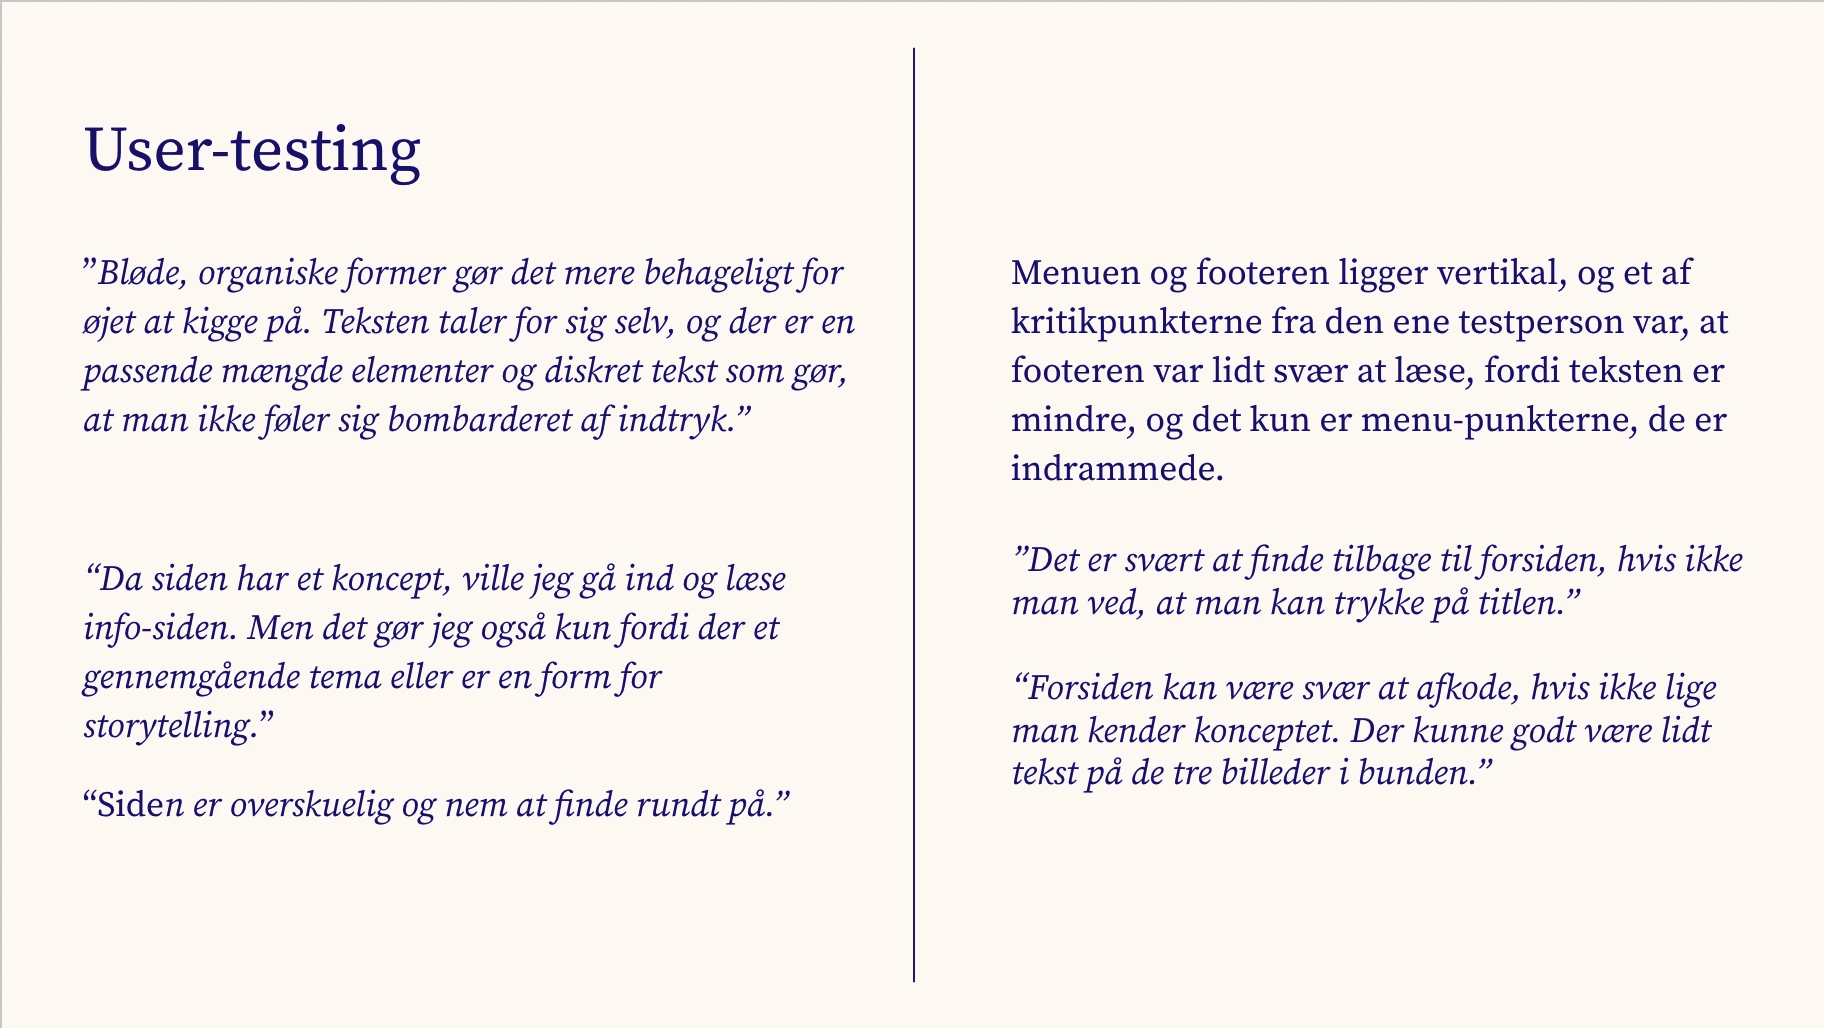 User-testing
”Bløde, organiske former gør det mere behageligt for
øjet at kigge på. Teksten taler for sig selv, og der er en
passende mængde elementer og diskret tekst som gør,
at man ikke føler sig bombarderet af indtryk.”
“Da siden har et koncept, ville jeg gå ind og læse
info-siden. Men det gør jeg også kun fordi der et
gennemgående tema eller er en form for
storytelling.”
“Siden er overskuelig og nem at finde rundt på.”
Menuen og footeren ligger vertikal, og et af
kritikpunkterne fra den ene testperson var, at
footeren var lidt svær at læse, fordi teksten er
mindre, og det kun er menu-punkterne, de er
indrammede.
”Det er svært at finde tilbage til forsiden, hvis ikke
man ved, at man kan trykke på titlen.”
“Forsiden kan være svær at afkode, hvis ikke lige
man kender konceptet. Der kunne godt være lidt
tekst på de tre billeder i bunden.”